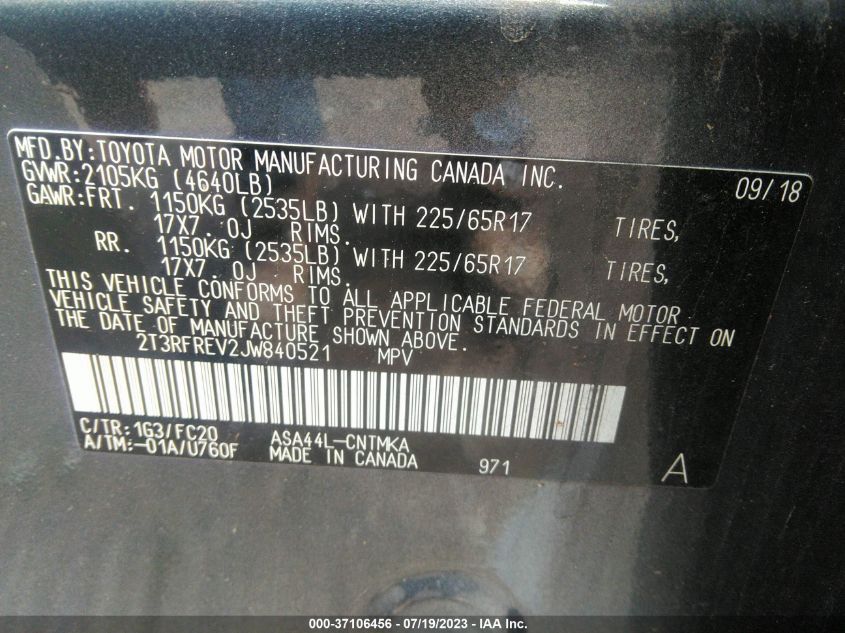 MFD.BY:TOYOTA MOTOR MANUFACTURING CANADA INC. 09/18
GVWR:2105KG (4640LB)
GAWR:FRT. 1150KG (2535LB) WITH 225/65R17 TIRES,
17X7.0J RIMS.
RR. 1150KG (2535LB) WITH 225/65R17 TIRES,
17X7.0J RIMS.
THIS VEHICLE CONFORMS TO ALL APPLICABLE FEDERAL MOTOR
VEHICLE SAFETY AND THEFT PREVENTION STANDARDS IN EFFECT ON
THE DATE OF MANUFACTURE SHOWN ABOVE.
2T3RFREV2JW840521 MPV
C/TR:1G3/FC20 ASA44L-CNTMKA
A/TM:-01A/U760F MADE IN CANADA 971 A
000-37106456 - 07/19/2023 - IAA Inc.